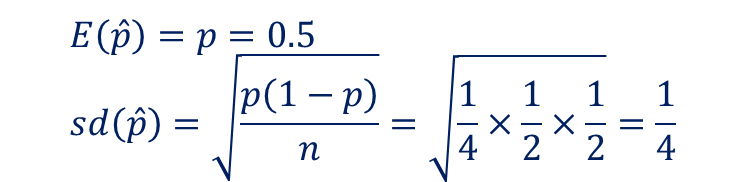 E(p̂) = p = 0.5
sd(p̂) = √(p(1 − p)/n) = √(1/4 × 1/2 × 1/2) = 1/4